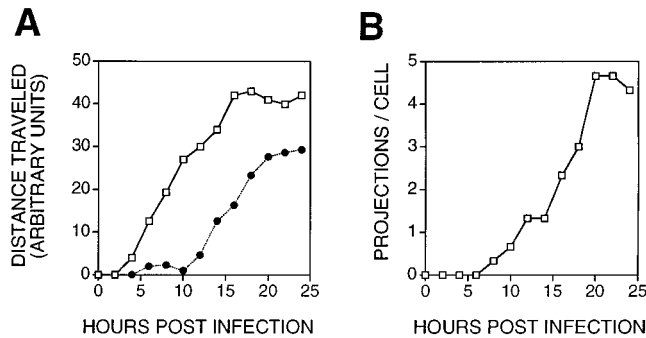 A
DISTANCE TRAVELED
(ARBITRARY UNITS)
50
40
30
20
10
0
0 5 10 15 20 25
HOURS POST INFECTION
B
PROJECTIONS / CELL
5
4
3
2
1
0
0 5 10 15 20 25
HOURS POST INFECTION